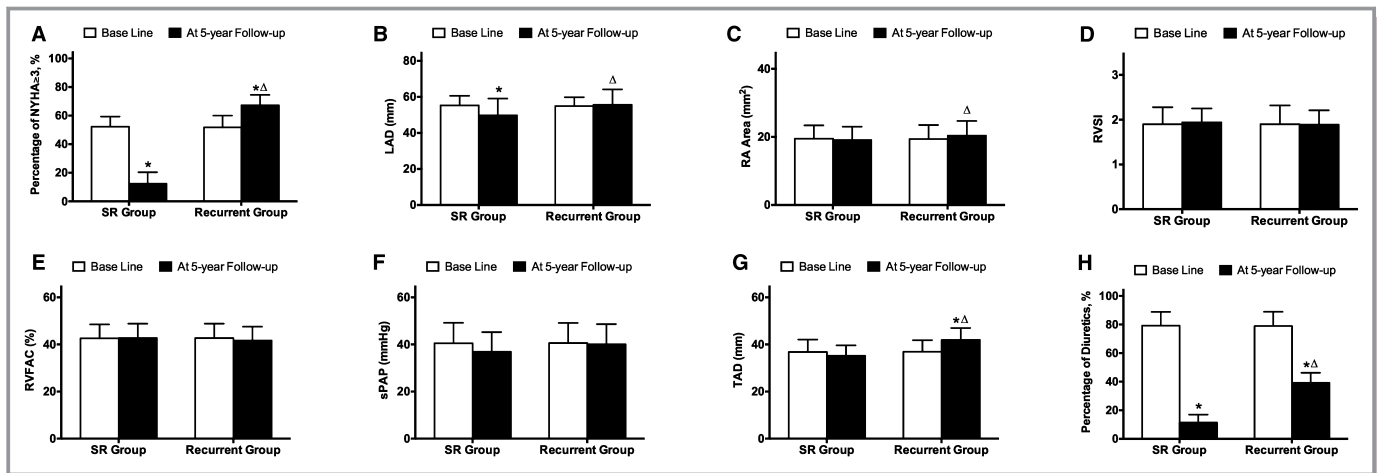 A
Base Line
At 5-year Follow-up
Percentage of NYHA≥3, %
100
80
60
40
20
0
*
*Δ
SR Group
Recurrent Group
B
Base Line
At 5-year Follow-up
LAD (mm)
80
60
40
20
0
*
Δ
SR Group
Recurrent Group
C
Base Line
At 5-year Follow-up
RA Area (mm²)
40
20
0
Δ
SR Group
Recurrent Group
D
Base Line
At 5-year Follow-up
RVSI
3
2
1
0
SR Group
Recurrent Group
E
Base Line
At 5-year Follow-up
RVFAC (%)
60
40
20
0
SR Group
Recurrent Group
F
Base Line
At 5-year Follow-up
sPAP (mmHg)
60
40
20
0
SR Group
Recurrent Group
G
Base Line
At 5-year Follow-up
TAD (mm)
60
40
20
0
*Δ
SR Group
Recurrent Group
H
Base Line
At 5-year Follow-up
Percentage of Diuretics, %
100
80
60
40
20
0
*
*Δ
SR Group
Recurrent Group